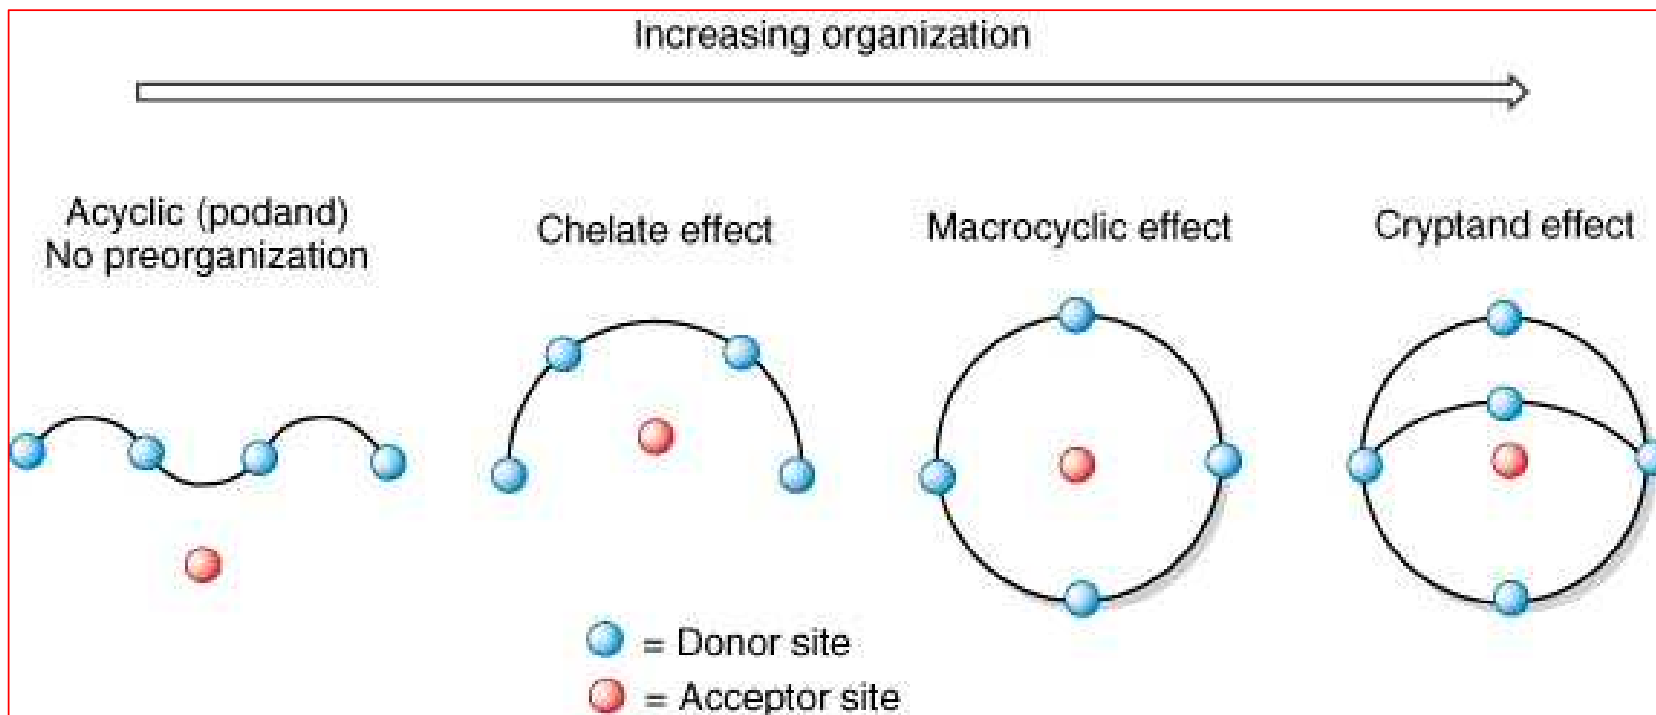 Increasing organization
Acyclic (podand)
No preorganization
Chelate effect
Macrocyclic effect
Cryptand effect
= Donor site
= Acceptor site